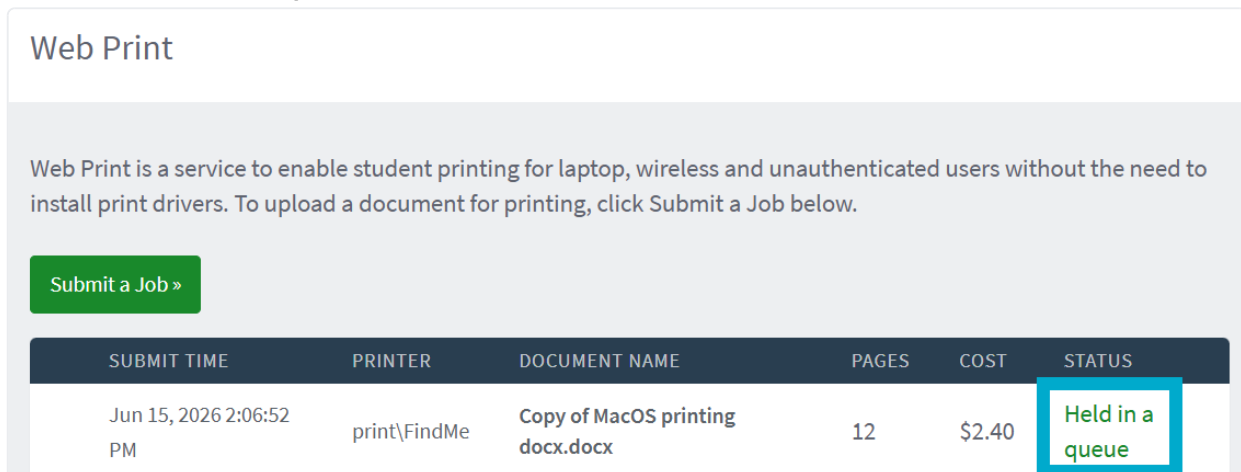 Web Print
Web Print is a service to enable student printing for laptop, wireless and unauthenticated users without the need to
install print drivers. To upload a document for printing, click Submit a Job below.
Submit a Job »
SUBMIT TIME PRINTER DOCUMENT NAME PAGES COST STATUS
Jun 15, 2026 2:06:52
PM
print\FindMe
Copy of MacOS printing
docx.docx
12
$2.40
Held in a
queue